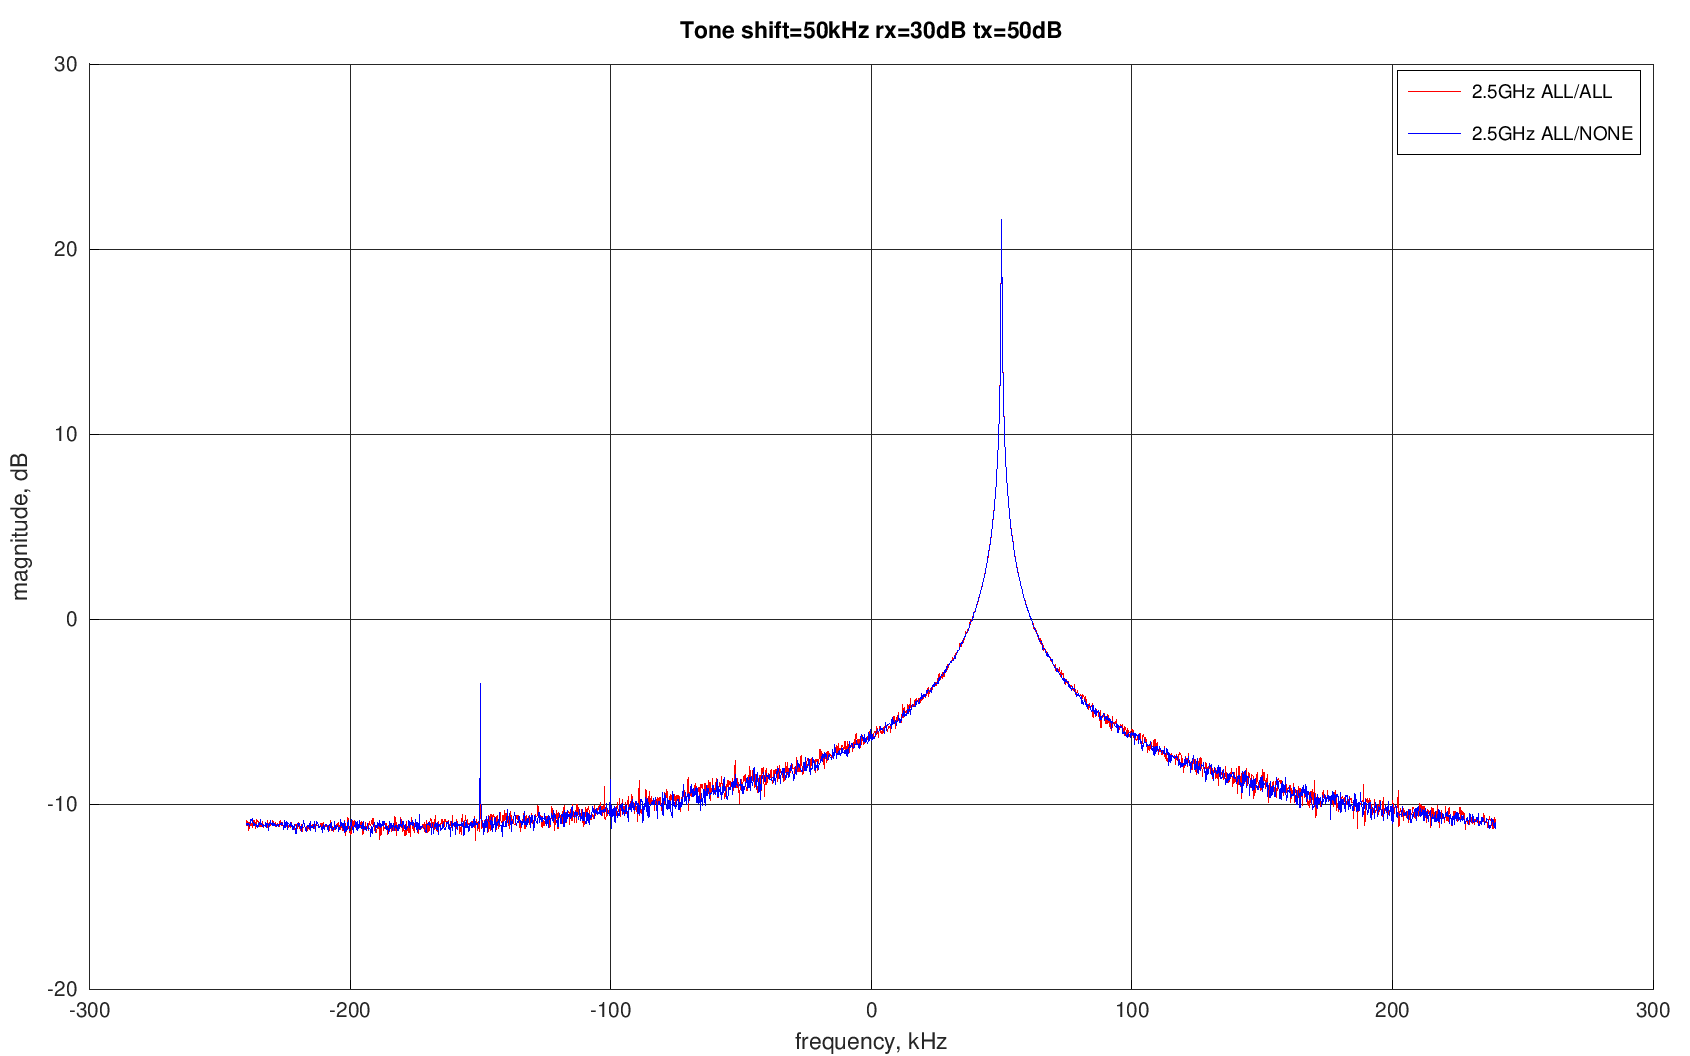 Tone shift=50kHz rx=30dB tx=50dB
2.5GHz ALL/ALL
2.5GHz ALL/NONE
magnitude, dB
30
20
10
0
-10
-20
-300 -200 -100 0 100 200 300
frequency, kHz